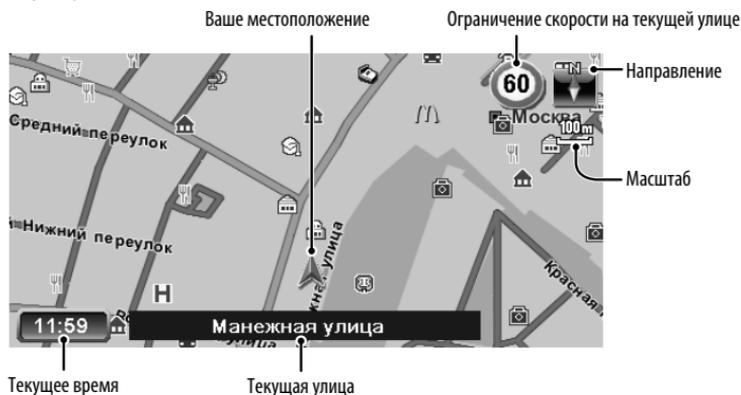 Ваше местоположение
Ограничение скорости на текущей улице
60
N
Направление
Москва
100m
Масштаб
Средний переулок
Нижний переулок
улица
Красная
H
11:59
Манежная улица
улица
Текущее время
Текущая улица